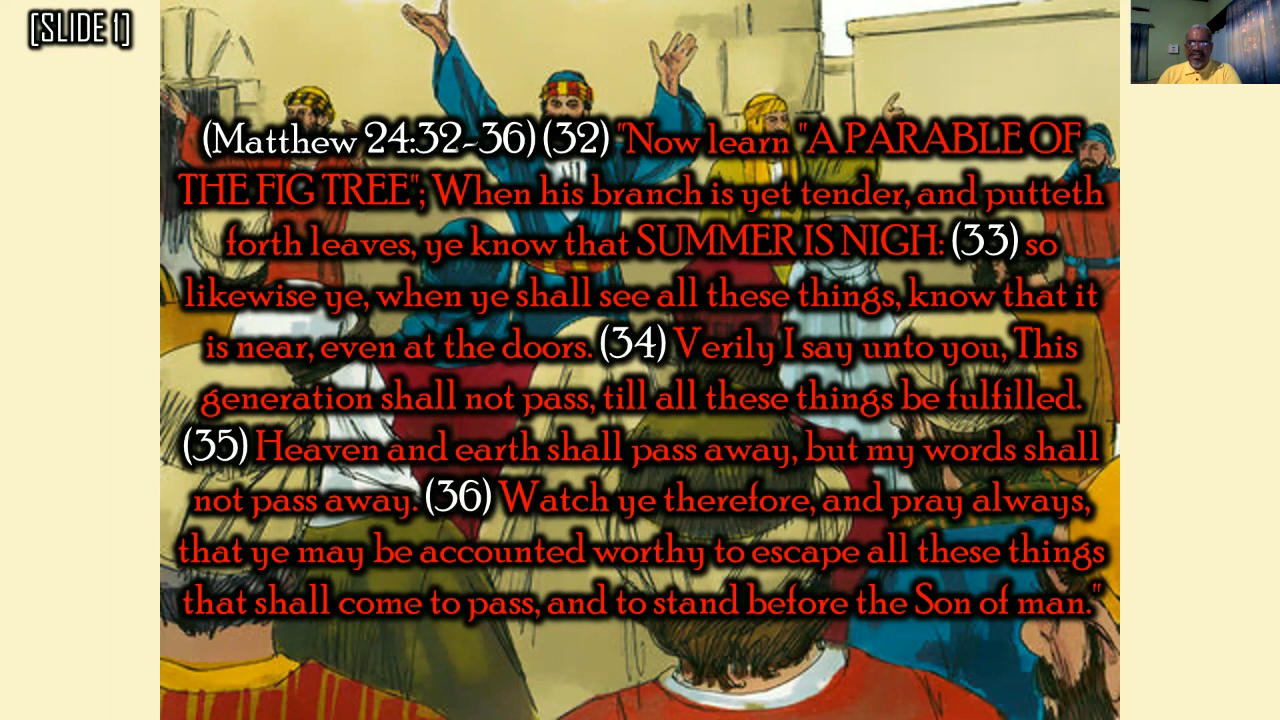 [SLIDE 1]
(Matthew 24:32-36) (32) "Now learn "A PARABLE OF
THE FIG TREE"; When his branch is yet tender, and putteth
forth leaves, ye know that SUMMER IS NIGH: (33) so
likewise ye, when ye shall see all these things, know that it
is near, even at the doors. (34) Verily I say unto you, This
generation shall not pass, till all these things be fulfilled.
(35) Heaven and earth shall pass away, but my words shall
not pass away. (36) Watch ye therefore, and pray always,
that ye may be accounted worthy to escape all these things
that shall come to pass, and to stand before the Son of man."